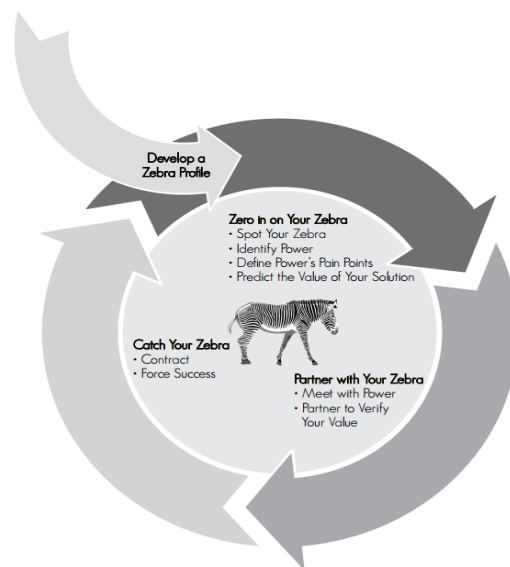 Develop a
Zebra Profile
Zero in on Your Zebra
• Spot Your Zebra
• Identify Power
• Define Power's Pain Points
• Predict the Value of Your Solution
Catch Your Zebra
• Contract
• Force Success
Partner with Your Zebra
• Meet with Power
• Partner to Verify
Your Value